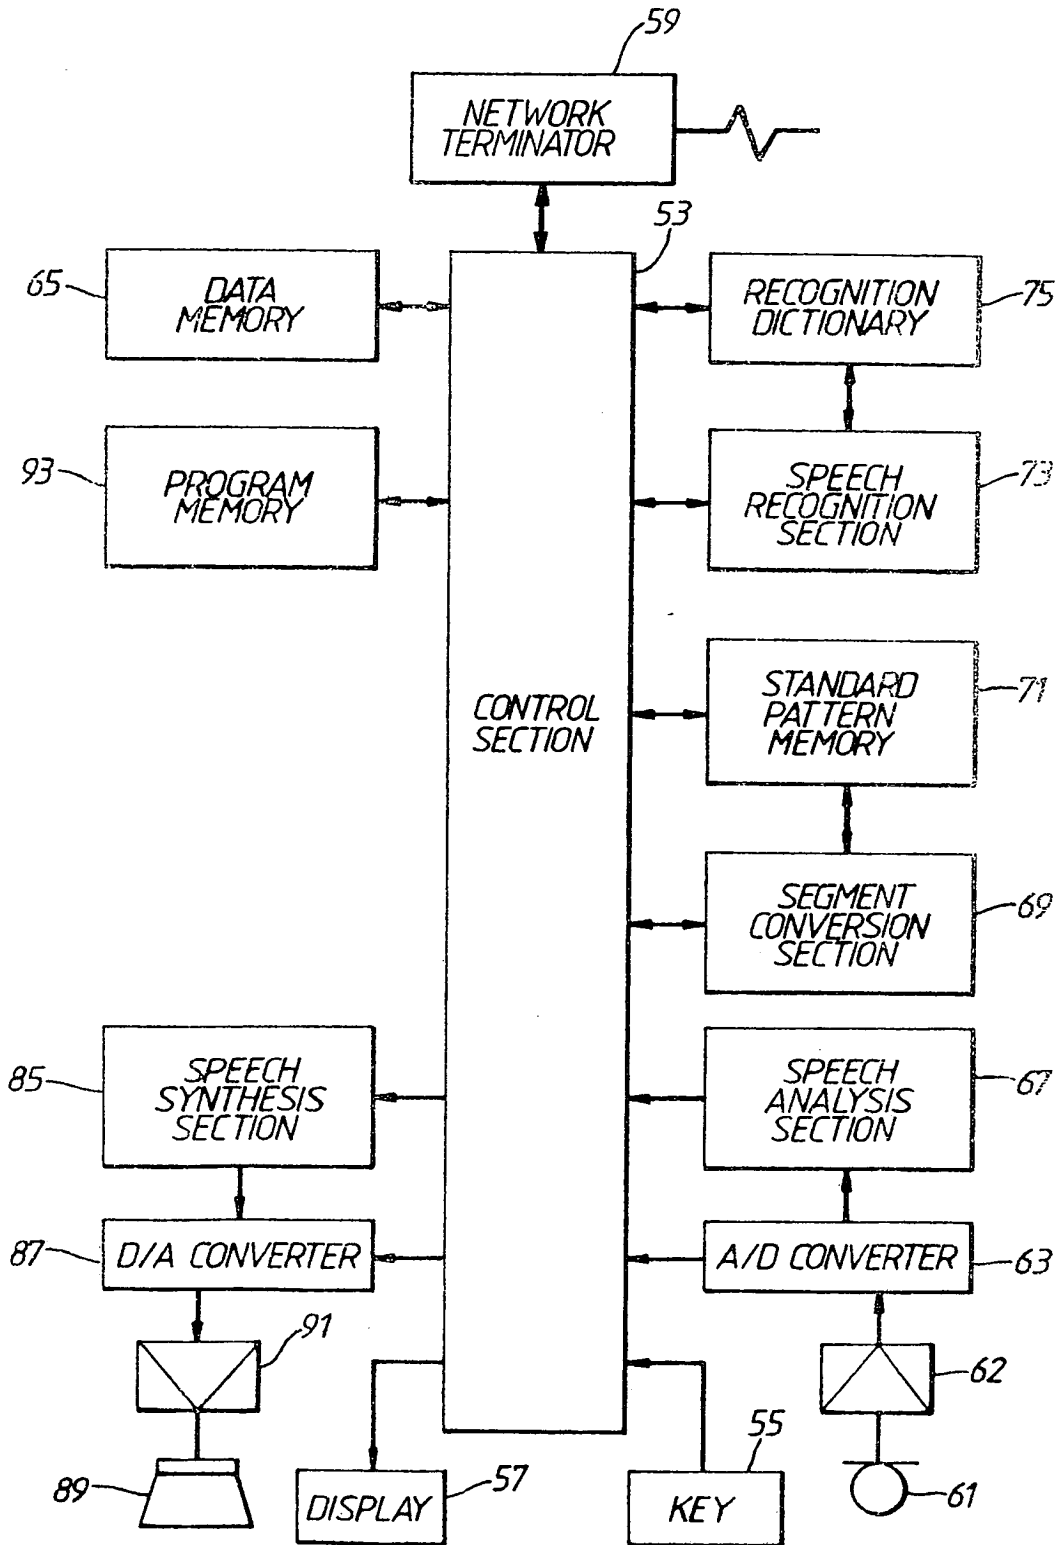 59
NETWORK
TERMINATOR
53
65
DATA
MEMORY
RECOGNITION
DICTIONARY
75
93
PROGRAM
MEMORY
SPEECH
RECOGNITION
SECTION
73
CONTROL
SECTION
STANDARD
PATTERN
MEMORY
71
SEGMENT
CONVERSION
SECTION
69
85
SPEECH
SYNTHESIS
SECTION
SPEECH
ANALYSIS
SECTION
67
87
D/A CONVERTER
A/D CONVERTER
63
91
62
89
DISPLAY
57
55
KEY
61